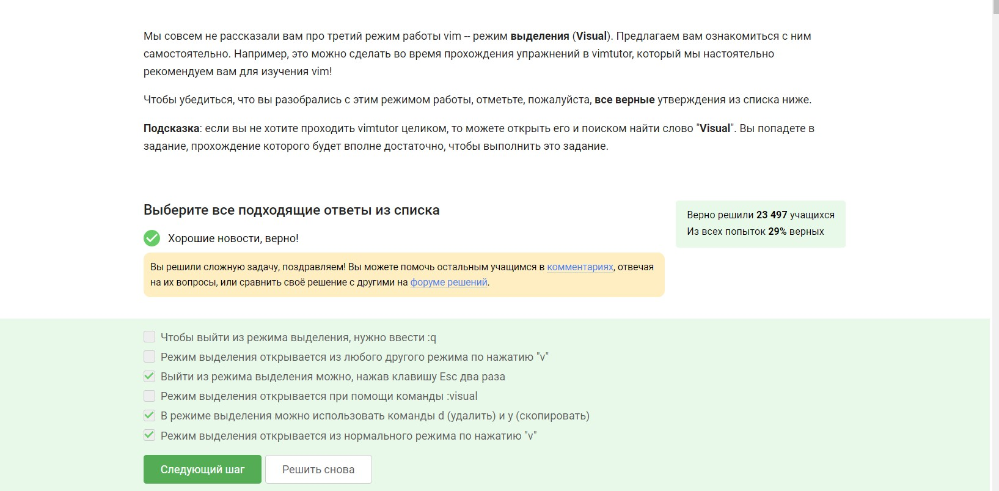 Мы совсем не рассказали вам про третий режим работы vim -- режим выделения (Visual). Предлагаем вам ознакомиться с ним
самостоятельно. Например, это можно сделать во время прохождения упражнений в vimtutor, который мы настоятельно
рекомендуем вам для изучения vim!
Чтобы убедиться, что вы разобрались с этим режимом работы, отметьте, пожалуйста, все верные утверждения из списка ниже.
Подсказка: если вы не хотите проходить vimtutor целиком, то можете открыть его и поиском найти слово "Visual". Вы попадете в
задание, прохождение которого будет вполне достаточно, чтобы выполнить это задание.
Выберите все подходящие ответы из списка
Верно решили 23 497 учащихся
Из всех попыток 29% верных
Хорошие новости, верно!
Вы решили сложную задачу, поздравляем! Вы можете помочь остальным учащимся в комментариях, отвечая
на их вопросы, или сравнить своё решение с другими на форуме решений.
Чтобы выйти из режима выделения, нужно ввести :q
Режим выделения открывается из любого другого режима по нажатию "v"
Выйти из режима выделения можно, нажав клавишу Esc два раза
Режим выделения открывается при помощи команды :visual
В режиме выделения можно использовать команды d (удалить) и y (скопировать)
Режим выделения открывается из нормального режима по нажатию "v"
Следующий шаг
Решить снова